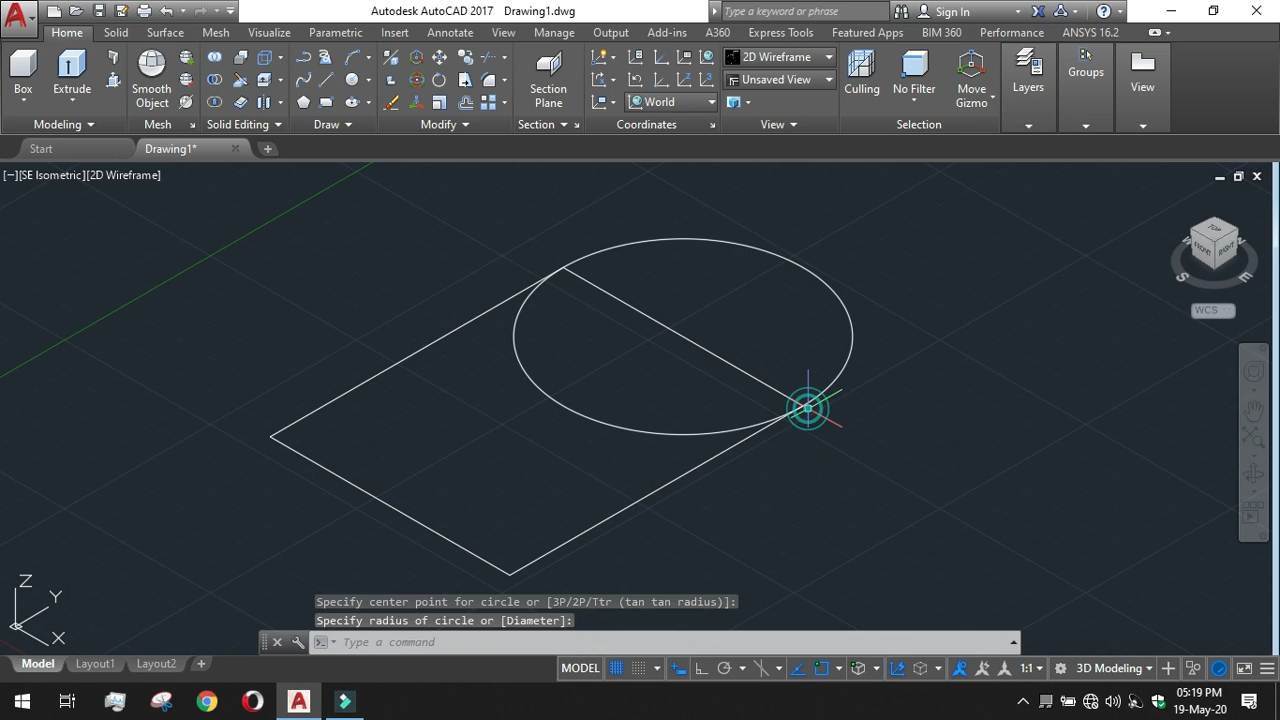 Autodesk AutoCAD 2017 Drawing1.dwg
Type a keyword or phrase
Sign In
Home Solid Surface Mesh Visualize Parametric Insert Annotate View Manage Output Add-ins A360 Express Tools Featured Apps BIM 360 Performance ANSYS 16.2
Box Extrude Smooth Object Section Plane 2D Wireframe Unsaved View World Culling No Filter Move Gizmo Layers Groups View
Modeling Mesh Solid Editing Draw Modify Section Coordinates View Selection
Start Drawing1*
[−][SE Isometric][2D Wireframe]
TOP
FRONT RIGHT
W N
S E
WCS
Z
Y
X
Specify center point for circle or [3P/2P/Ttr (tan tan radius)]:
Specify radius of circle or [Diameter]:
Type a command
Model Layout1 Layout2 MODEL 1:1 3D Modeling
05:19 PM
19-May-20